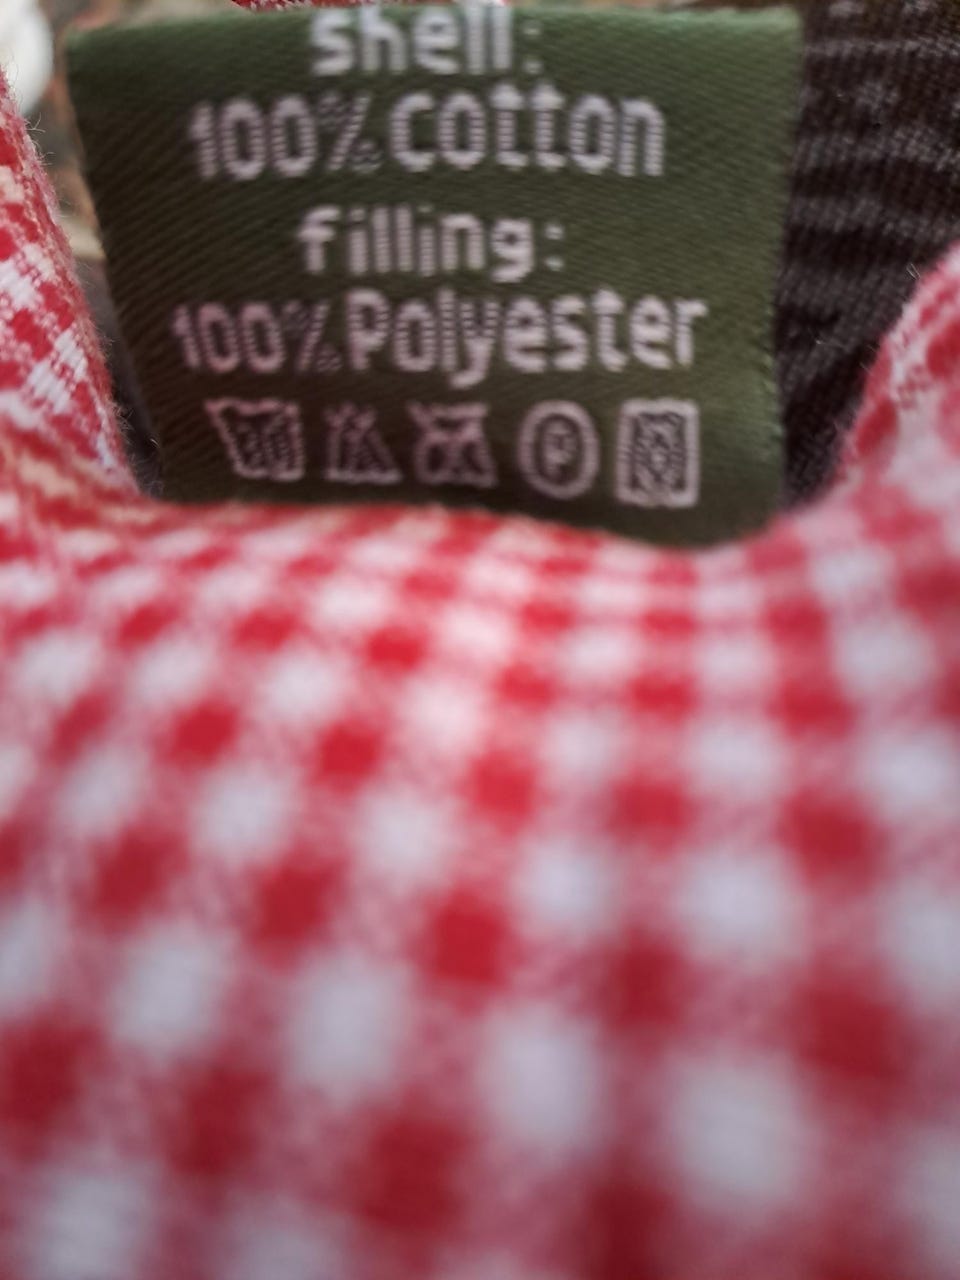 shell:
100% cotton
filling:
100% Polyester
P